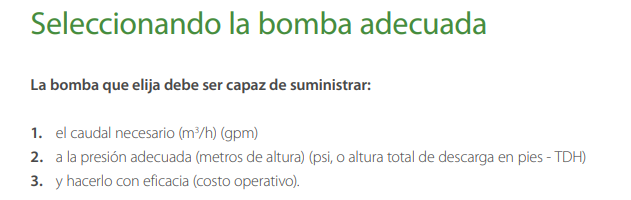 Seleccionando la bomba adecuada
La bomba que elija debe ser capaz de suministrar:
1. el caudal necesario (m³/h) (gpm)
2. a la presión adecuada (metros de altura) (psi, o altura total de descarga en pies - TDH)
3. y hacerlo con eficacia (costo operativo).